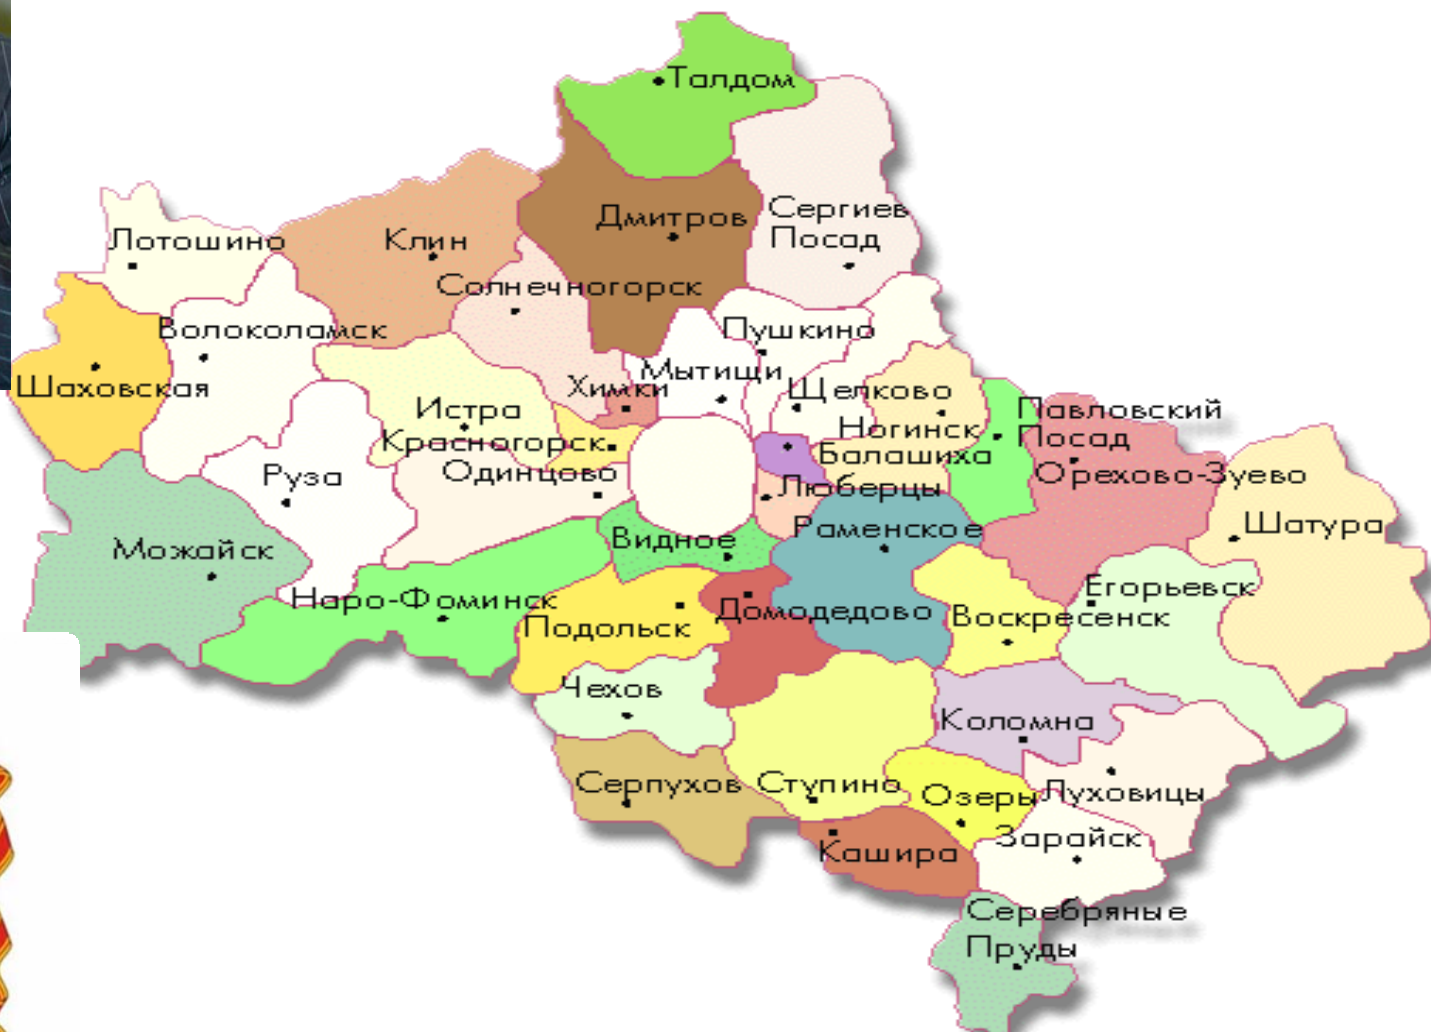 Талдом
Дмитров
Сергиев
Посад
Лотошино
Клин
Солнечногорск
Волоколамск
Пушкино
Мытищи
Шаховская
Химки
Щелково
Истра
Павловский
Посад
Красногорск
Ногинск
Балашиха
Одинцово
Руза
Люберцы
Орехово-Зуево
Раменское
Шатура
Видное
Можайск
Егорьевск
Наро-Фоминск
Домодедово
Воскресенск
Подольск
Чехов
Коломна
Серпухов
Ступино
Озеры
Луховицы
Зарайск
Кашира
Серебряные
Пруды